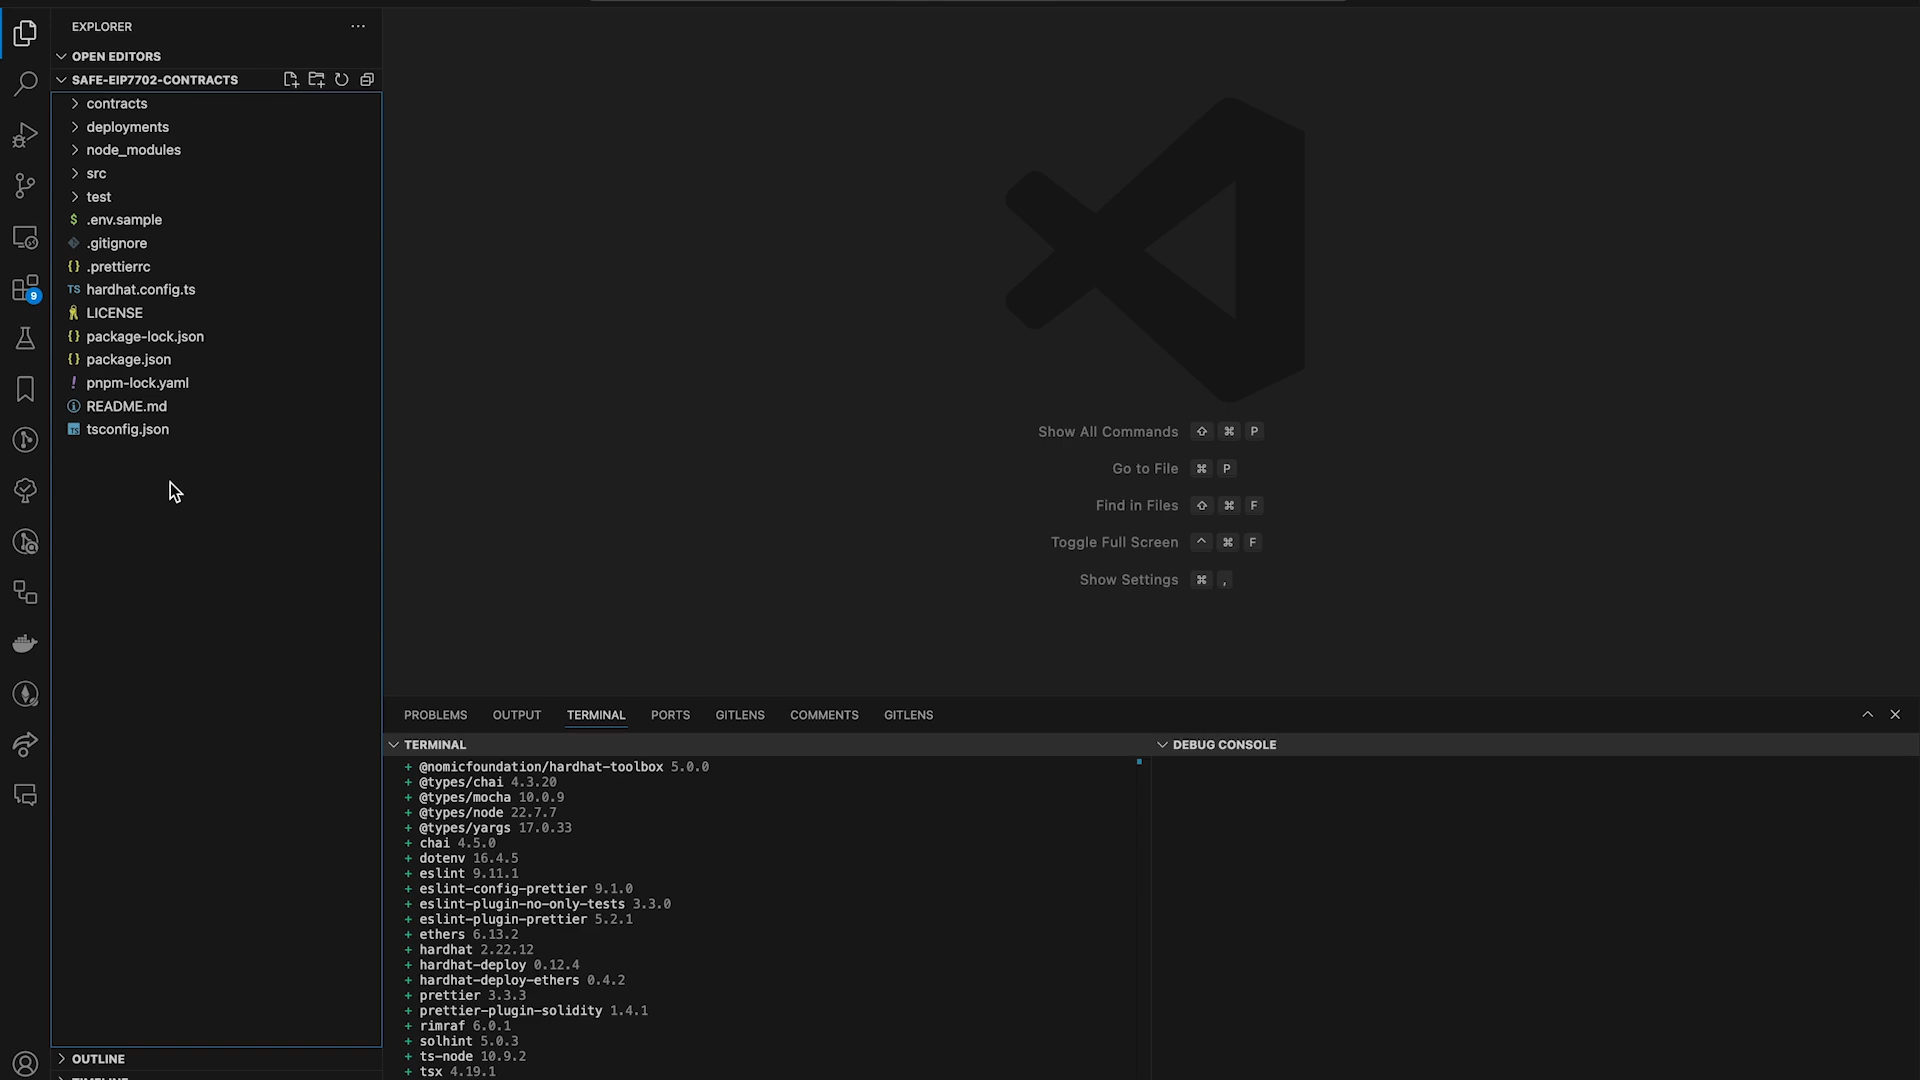 EXPLORER
OPEN EDITORS
SAFE-EIP7702-CONTRACTS
contracts
deployments
node_modules
src
test
$ .env.sample
.gitignore
{} .prettierrc
TS hardhat.config.ts
LICENSE
{} package-lock.json
{} package.json
! pnpm-lock.yaml
README.md
TS tsconfig.json
9
OUTLINE
Show All Commands ⇧ ⌘ P
Go to File ⌘ P
Find in Files ⇧ ⌘ F
Toggle Full Screen ^ ⌘ F
Show Settings ⌘ ,
PROBLEMS OUTPUT TERMINAL PORTS GITLENS COMMENTS GITLENS
TERMINAL
+ @nomicfoundation/hardhat-toolbox 5.0.0
+ @types/chai 4.3.20
+ @types/mocha 10.0.9
+ @types/node 22.7.7
+ @types/yargs 17.0.33
+ chai 4.5.0
+ dotenv 16.4.5
+ eslint 9.11.1
+ eslint-config-prettier 9.1.0
+ eslint-plugin-no-only-tests 3.3.0
+ eslint-plugin-prettier 5.2.1
+ ethers 6.13.2
+ hardhat 2.22.12
+ hardhat-deploy 0.12.4
+ hardhat-deploy-ethers 0.4.2
+ prettier 3.3.3
+ prettier-plugin-solidity 1.4.1
+ rimraf 6.0.1
+ solhint 5.0.3
+ ts-node 10.9.2
+ tsx 4.19.1
DEBUG CONSOLE